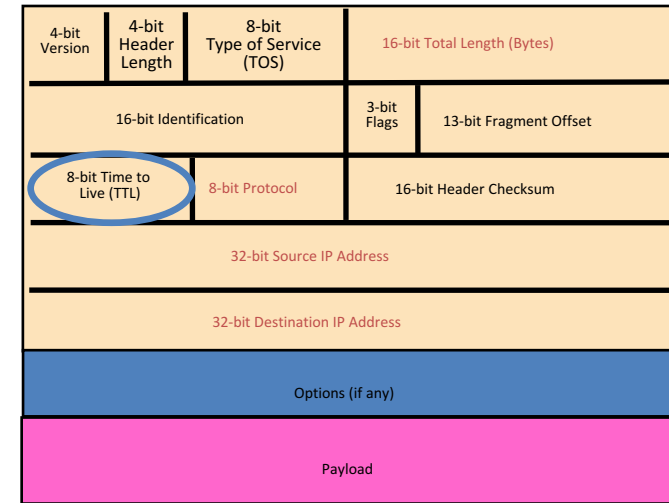 4-bit
Version
4-bit
Header
Length
8-bit
Type of Service
(TOS)
16-bit Total Length (Bytes)
16-bit Identification
3-bit
Flags
13-bit Fragment Offset
8-bit Time to
Live (TTL)
8-bit Protocol
16-bit Header Checksum
32-bit Source IP Address
32-bit Destination IP Address
Options (if any)
Payload